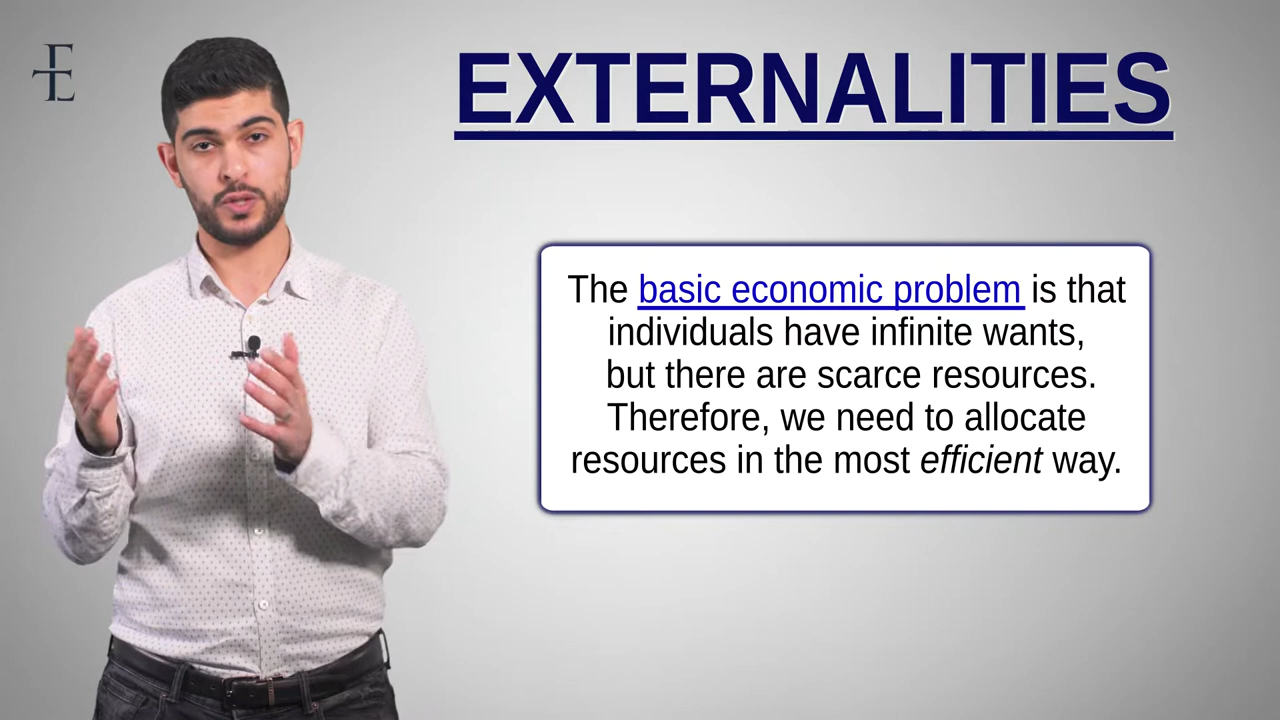 EXTERNALITIES
The basic economic problem is that
individuals have infinite wants,
but there are scarce resources.
Therefore, we need to allocate
resources in the most efficient way.